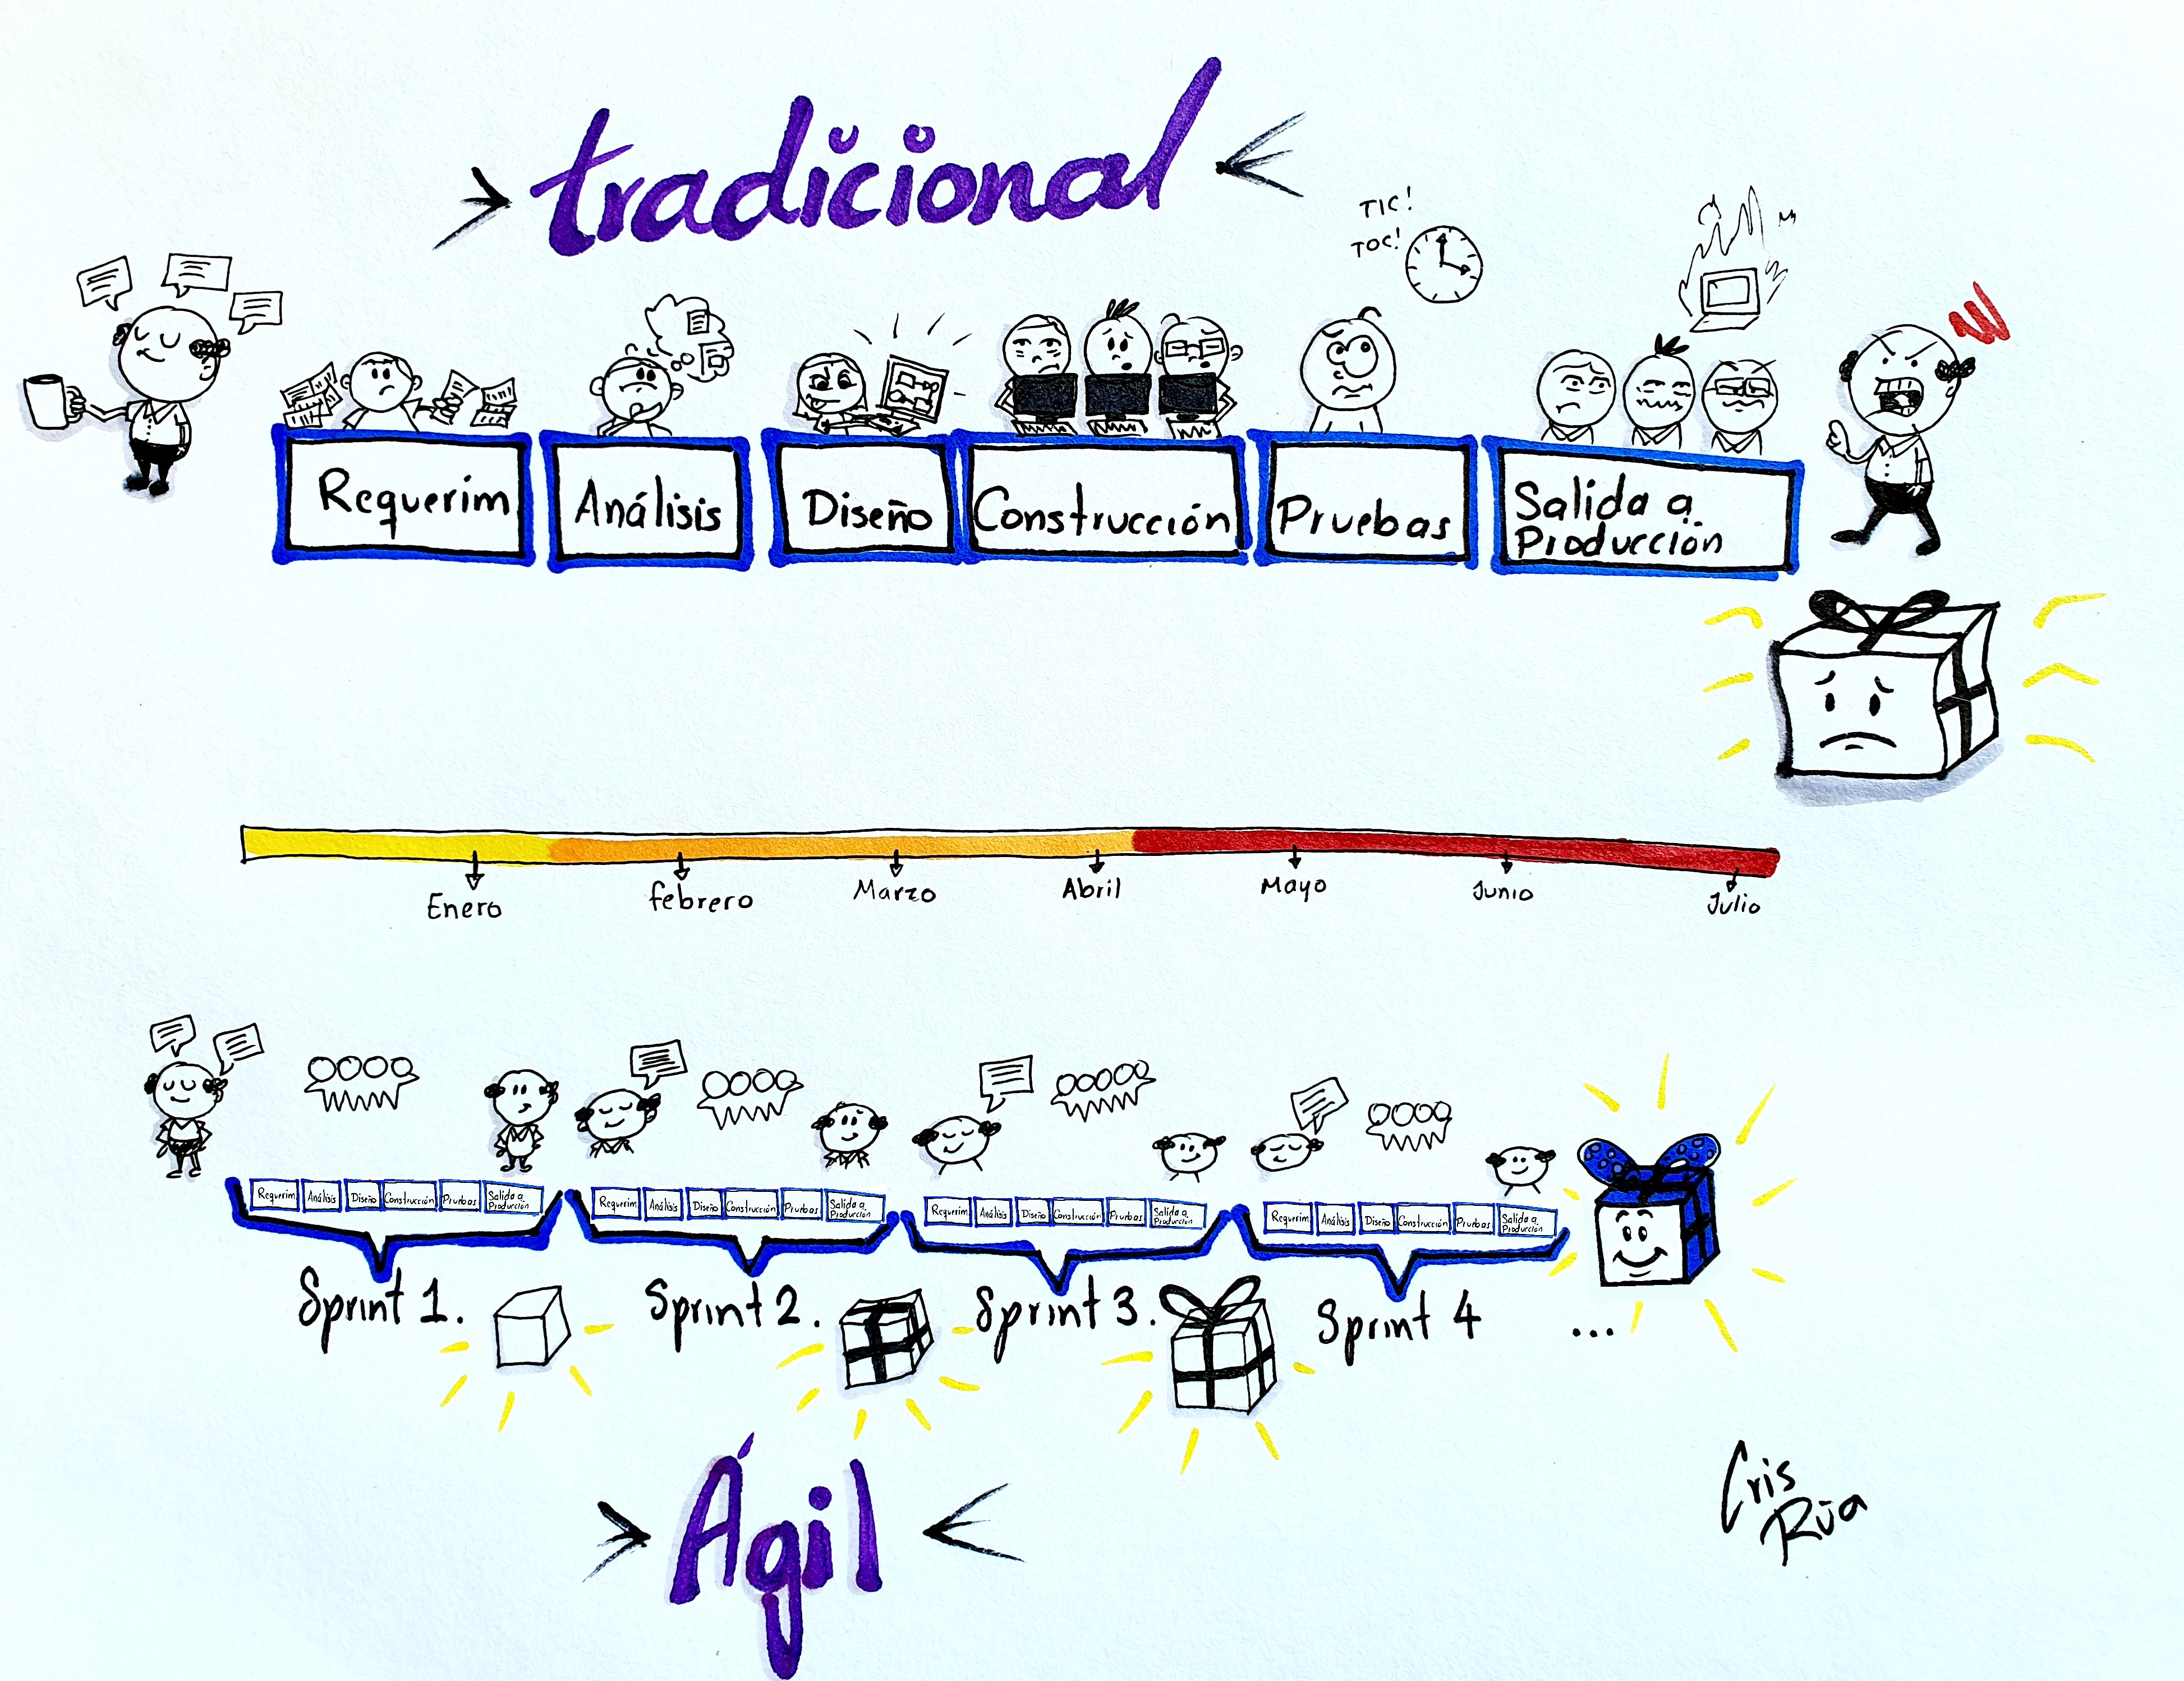 tradicional
TIC!
TOC!
Requerim
Análisis
Diseño
Construcción
Pruebas
Salida a
Producción
Enero
febrero
Marzo
Abril
Mayo
Junio
Julio
Requerim
Análisis
Diseño
Construcción
Pruebas
Salida a
Producción
Requerim
Análisis
Diseño
Construcción
Pruebas
Salida a
Producción
Requerim
Análisis
Diseño
Construcción
Pruebas
Salida a
Producción
Requerim
Análisis
Diseño
Construcción
Pruebas
Salida a
Producción
Sprint 1.
Sprint 2.
Sprint 3.
Sprint 4
...
Ágil
Cris
Rúa